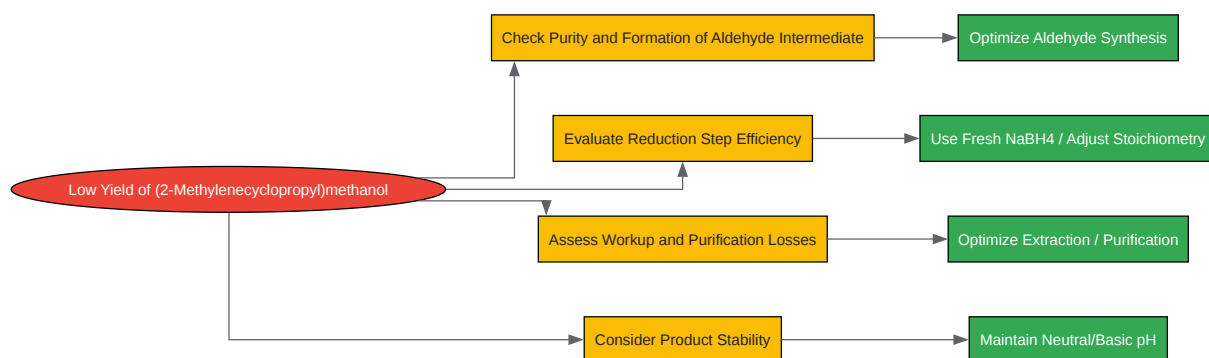 Check Purity and Formation of Aldehyde Intermediate
Optimize Aldehyde Synthesis
Evaluate Reduction Step Efficiency
Use Fresh NaBH4 / Adjust Stoichiometry
Low Yield of (2-Methylenecyclopropyl)methanol
Assess Workup and Purification Losses
Optimize Extraction / Purification
Consider Product Stability
Maintain Neutral/Basic pH